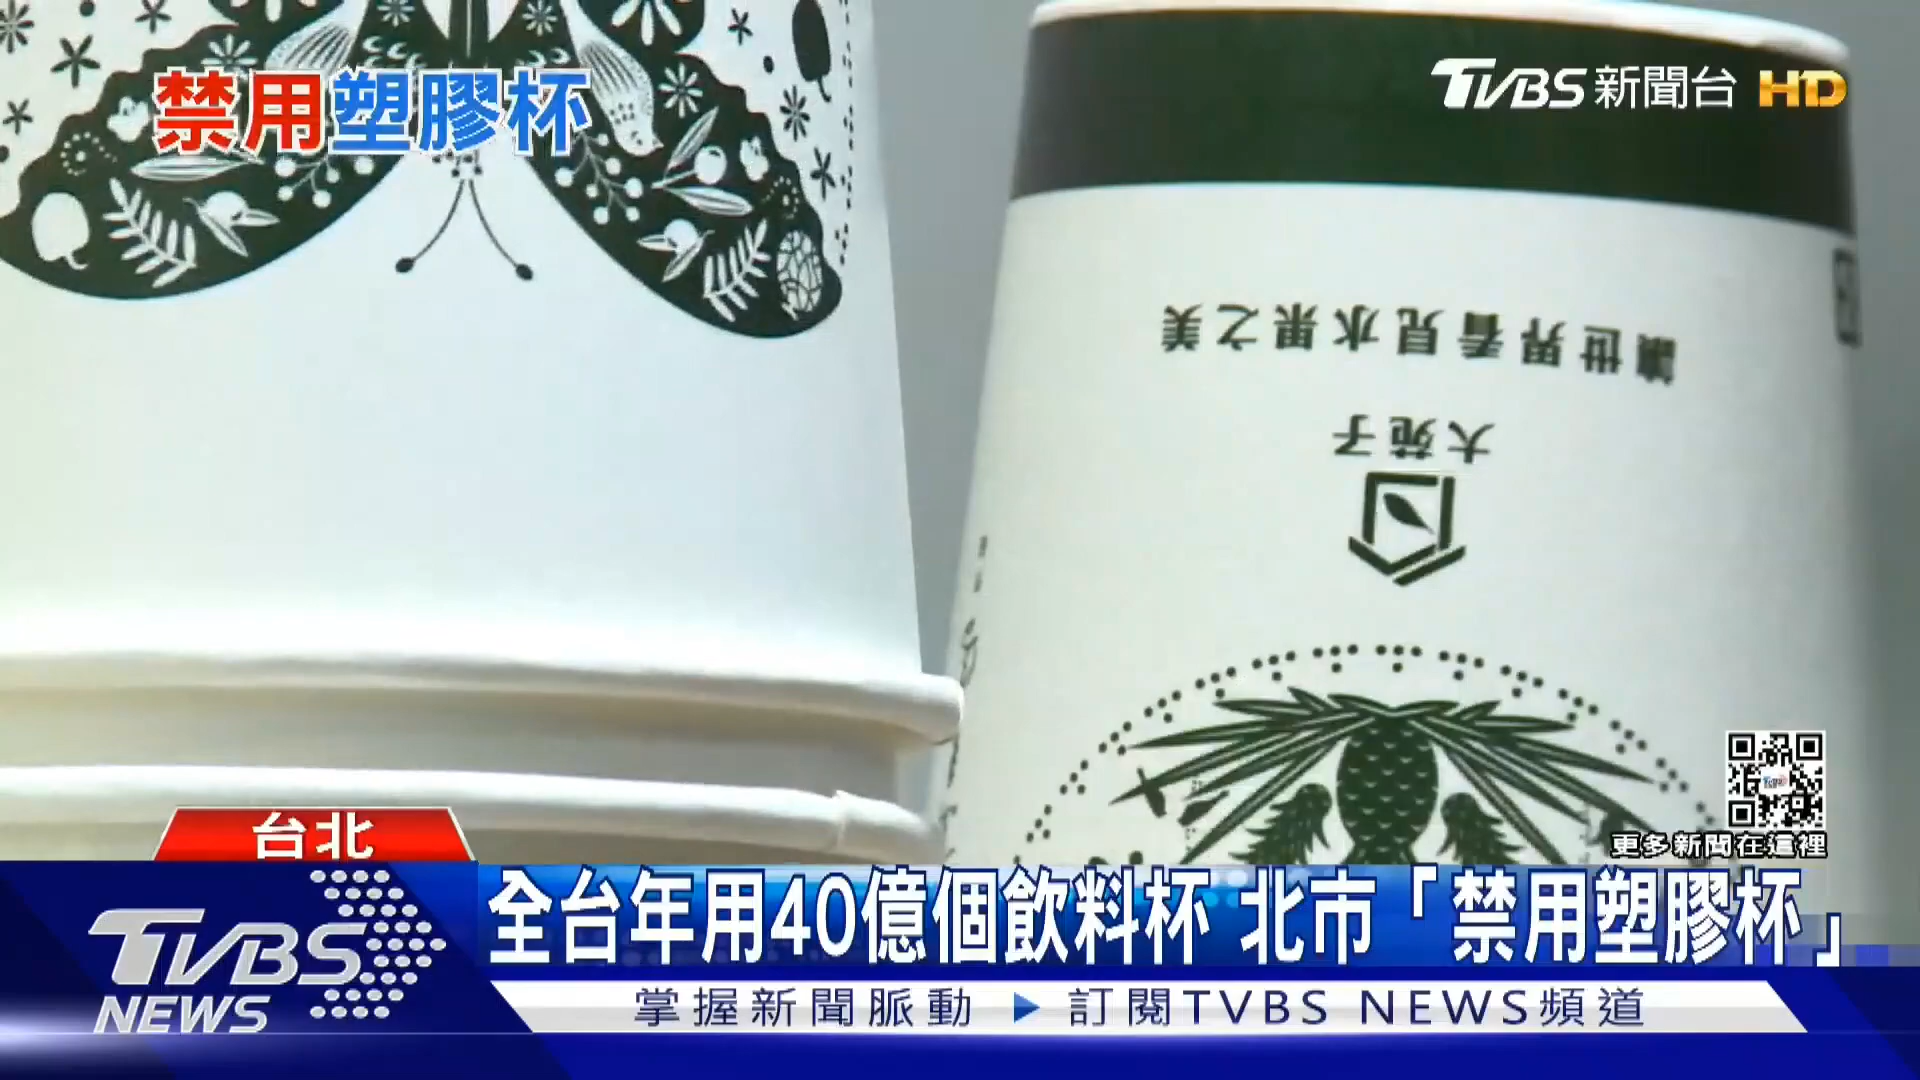 禁用塑膠杯
TVBS新聞台 HD
讓世界看見水果之美
大苑子
更多新聞在這裡
台北
全台年用40億個飲料杯 北市「禁用塑膠杯」
TVBS NEWS
掌握新聞脈動 ▶ 訂閱TVBS NEWS頻道